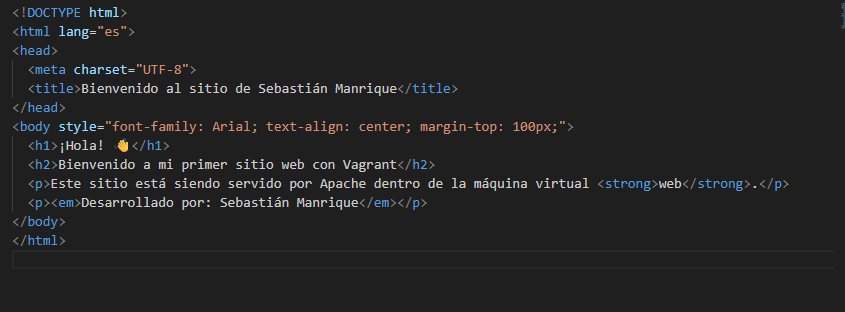 <!DOCTYPE html>
<html lang="es">
<head>
  <meta charset="UTF-8">
  <title>Bienvenido al sitio de Sebastián Manrique</title>
</head>
<body style="font-family: Arial; text-align: center; margin-top: 100px;">
  <h1>¡Hola! 👋</h1>
  <h2>Bienvenido a mi primer sitio web con Vagrant</h2>
  <p>Este sitio está siendo servido por Apache dentro de la máquina virtual <strong>web</strong>.</p>
  <p><em>Desarrollado por: Sebastián Manrique</em></p>
</body>
</html>